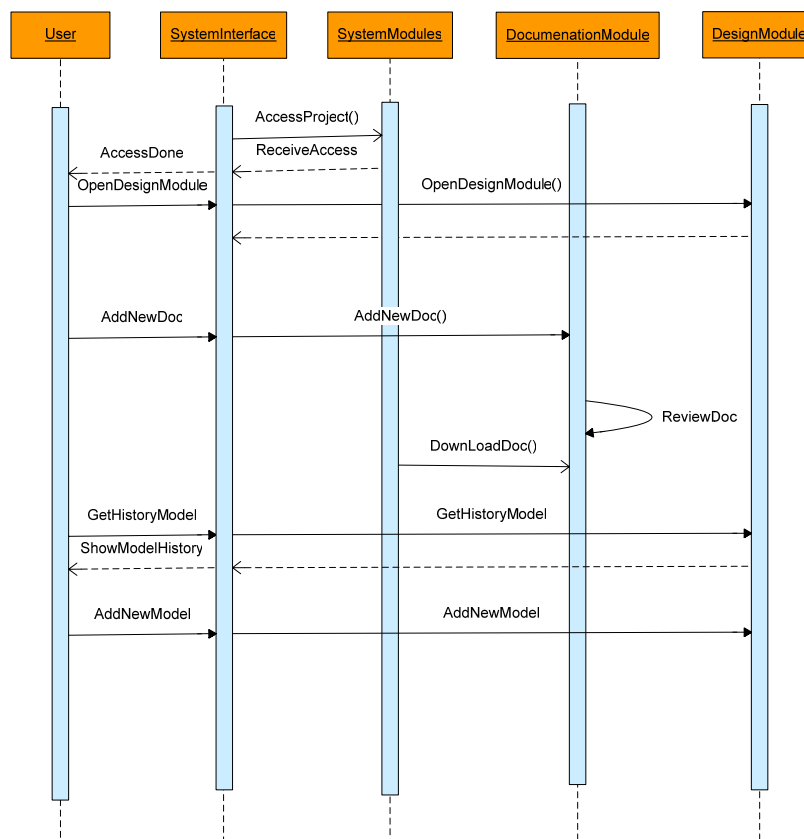 User
SystemInterface
SystemModules
DocumenationModule
DesignModule
AccessProject()
AccessDone
ReceiveAccess
OpenDesignModule
OpenDesignModule()
AddNewDoc
AddNewDoc()
ReviewDoc
DownLoadDoc()
GetHistoryModel
GetHistoryModel
ShowModelHistory
AddNewModel
AddNewModel